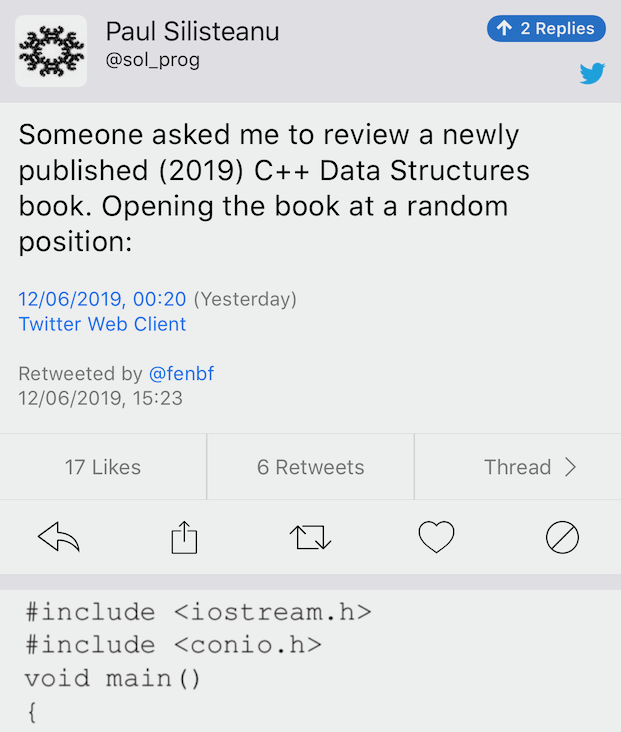 Paul Silisteanu
@sol_prog
2 Replies
Someone asked me to review a newly
published (2019) C++ Data Structures
book. Opening the book at a random
position:
12/06/2019, 00:20 (Yesterday)
Twitter Web Client
Retweeted by @fenbf
12/06/2019, 15:23
17 Likes
6 Retweets
Thread
#include <iostream.h>
#include <conio.h>
void main()
{